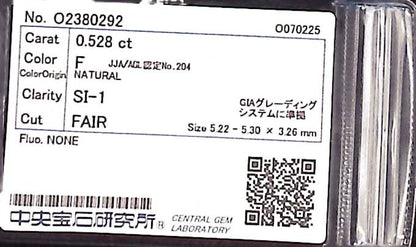 No. O2380292 O070225
Carat 0.528 ct
Color F JJA/AGL認定No.204
ColorOrigin NATURAL
Clarity SI-1 GIAグレーディング
システムに準拠
Cut FAIR Size 5.22 - 5.30 × 3.26 mm
Fluo. NONE
中央宝石研究所® CENTRAL GEM
LABORATORY